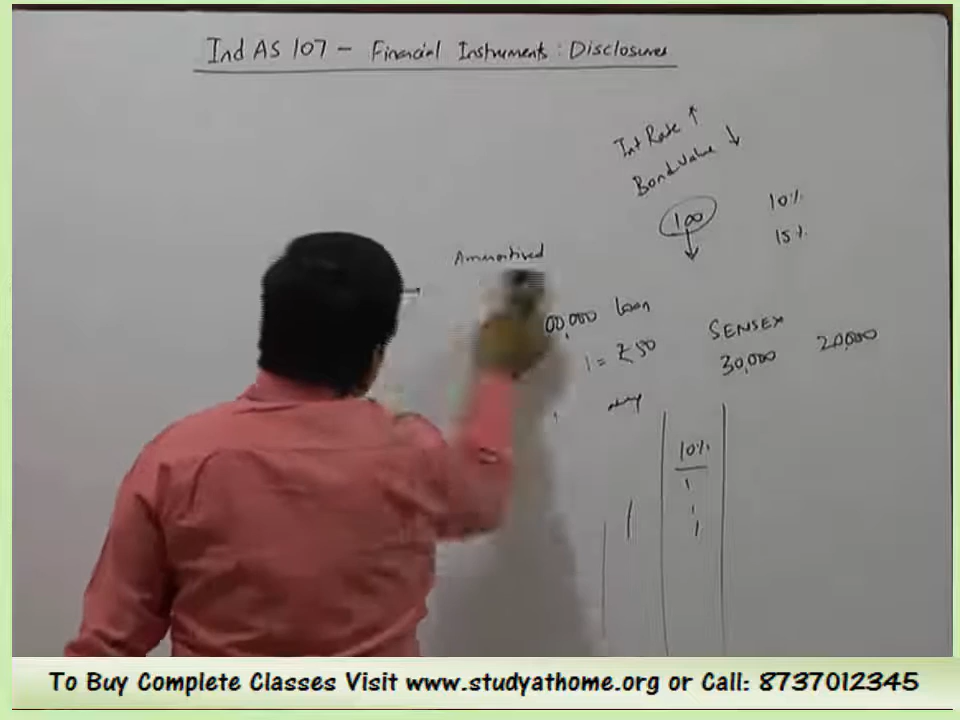 Ind AS 107 - Financial Instruments : Disclosures
Int Rate ↑
Bond Value ↓
100 10%
↓ 15%
Ammortised
00,000 loan
1 = ₹50
SENSEX
30,000 20,000
10%
To Buy Complete Classes Visit www.studyathome.org or Call: 8737012345